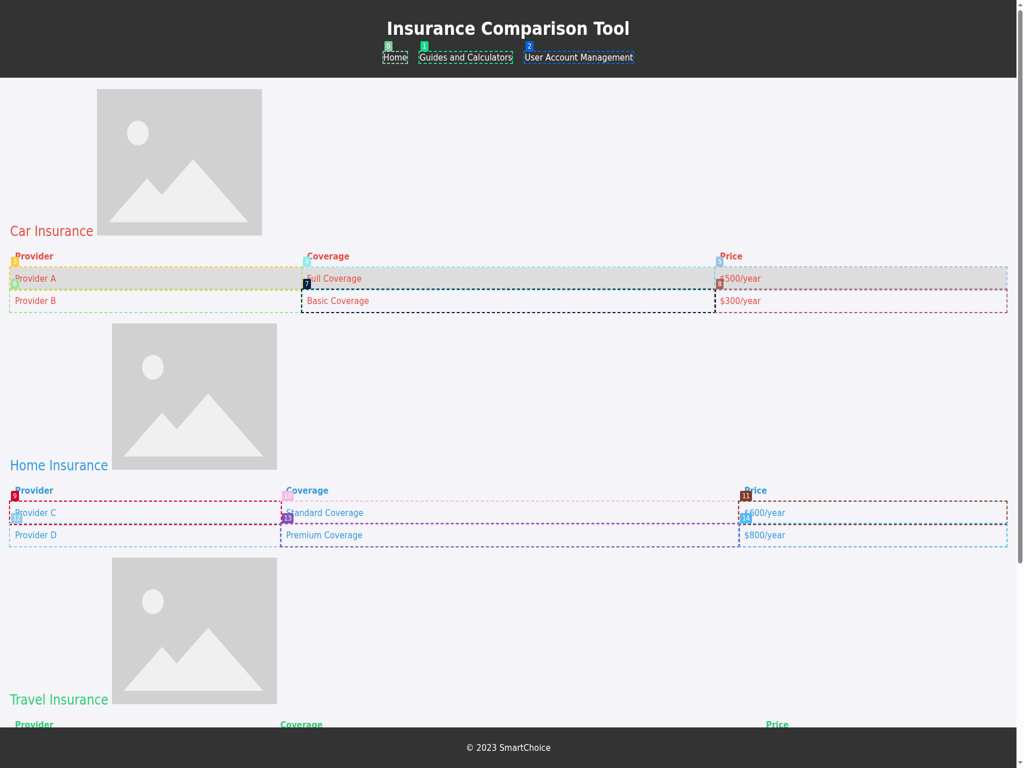 Insurance Comparison Tool
0 1 2
Home Guides and Calculators User Account Management
Car Insurance
Provider Coverage Price
3 4 5
Provider A Full Coverage $500/year
6 7 8
Provider B Basic Coverage $300/year
Home Insurance
Provider Coverage Price
9 10 11
Provider C Standard Coverage $600/year
12 13 14
Provider D Premium Coverage $800/year
Travel Insurance
Provider Coverage Price
© 2023 SmartChoice